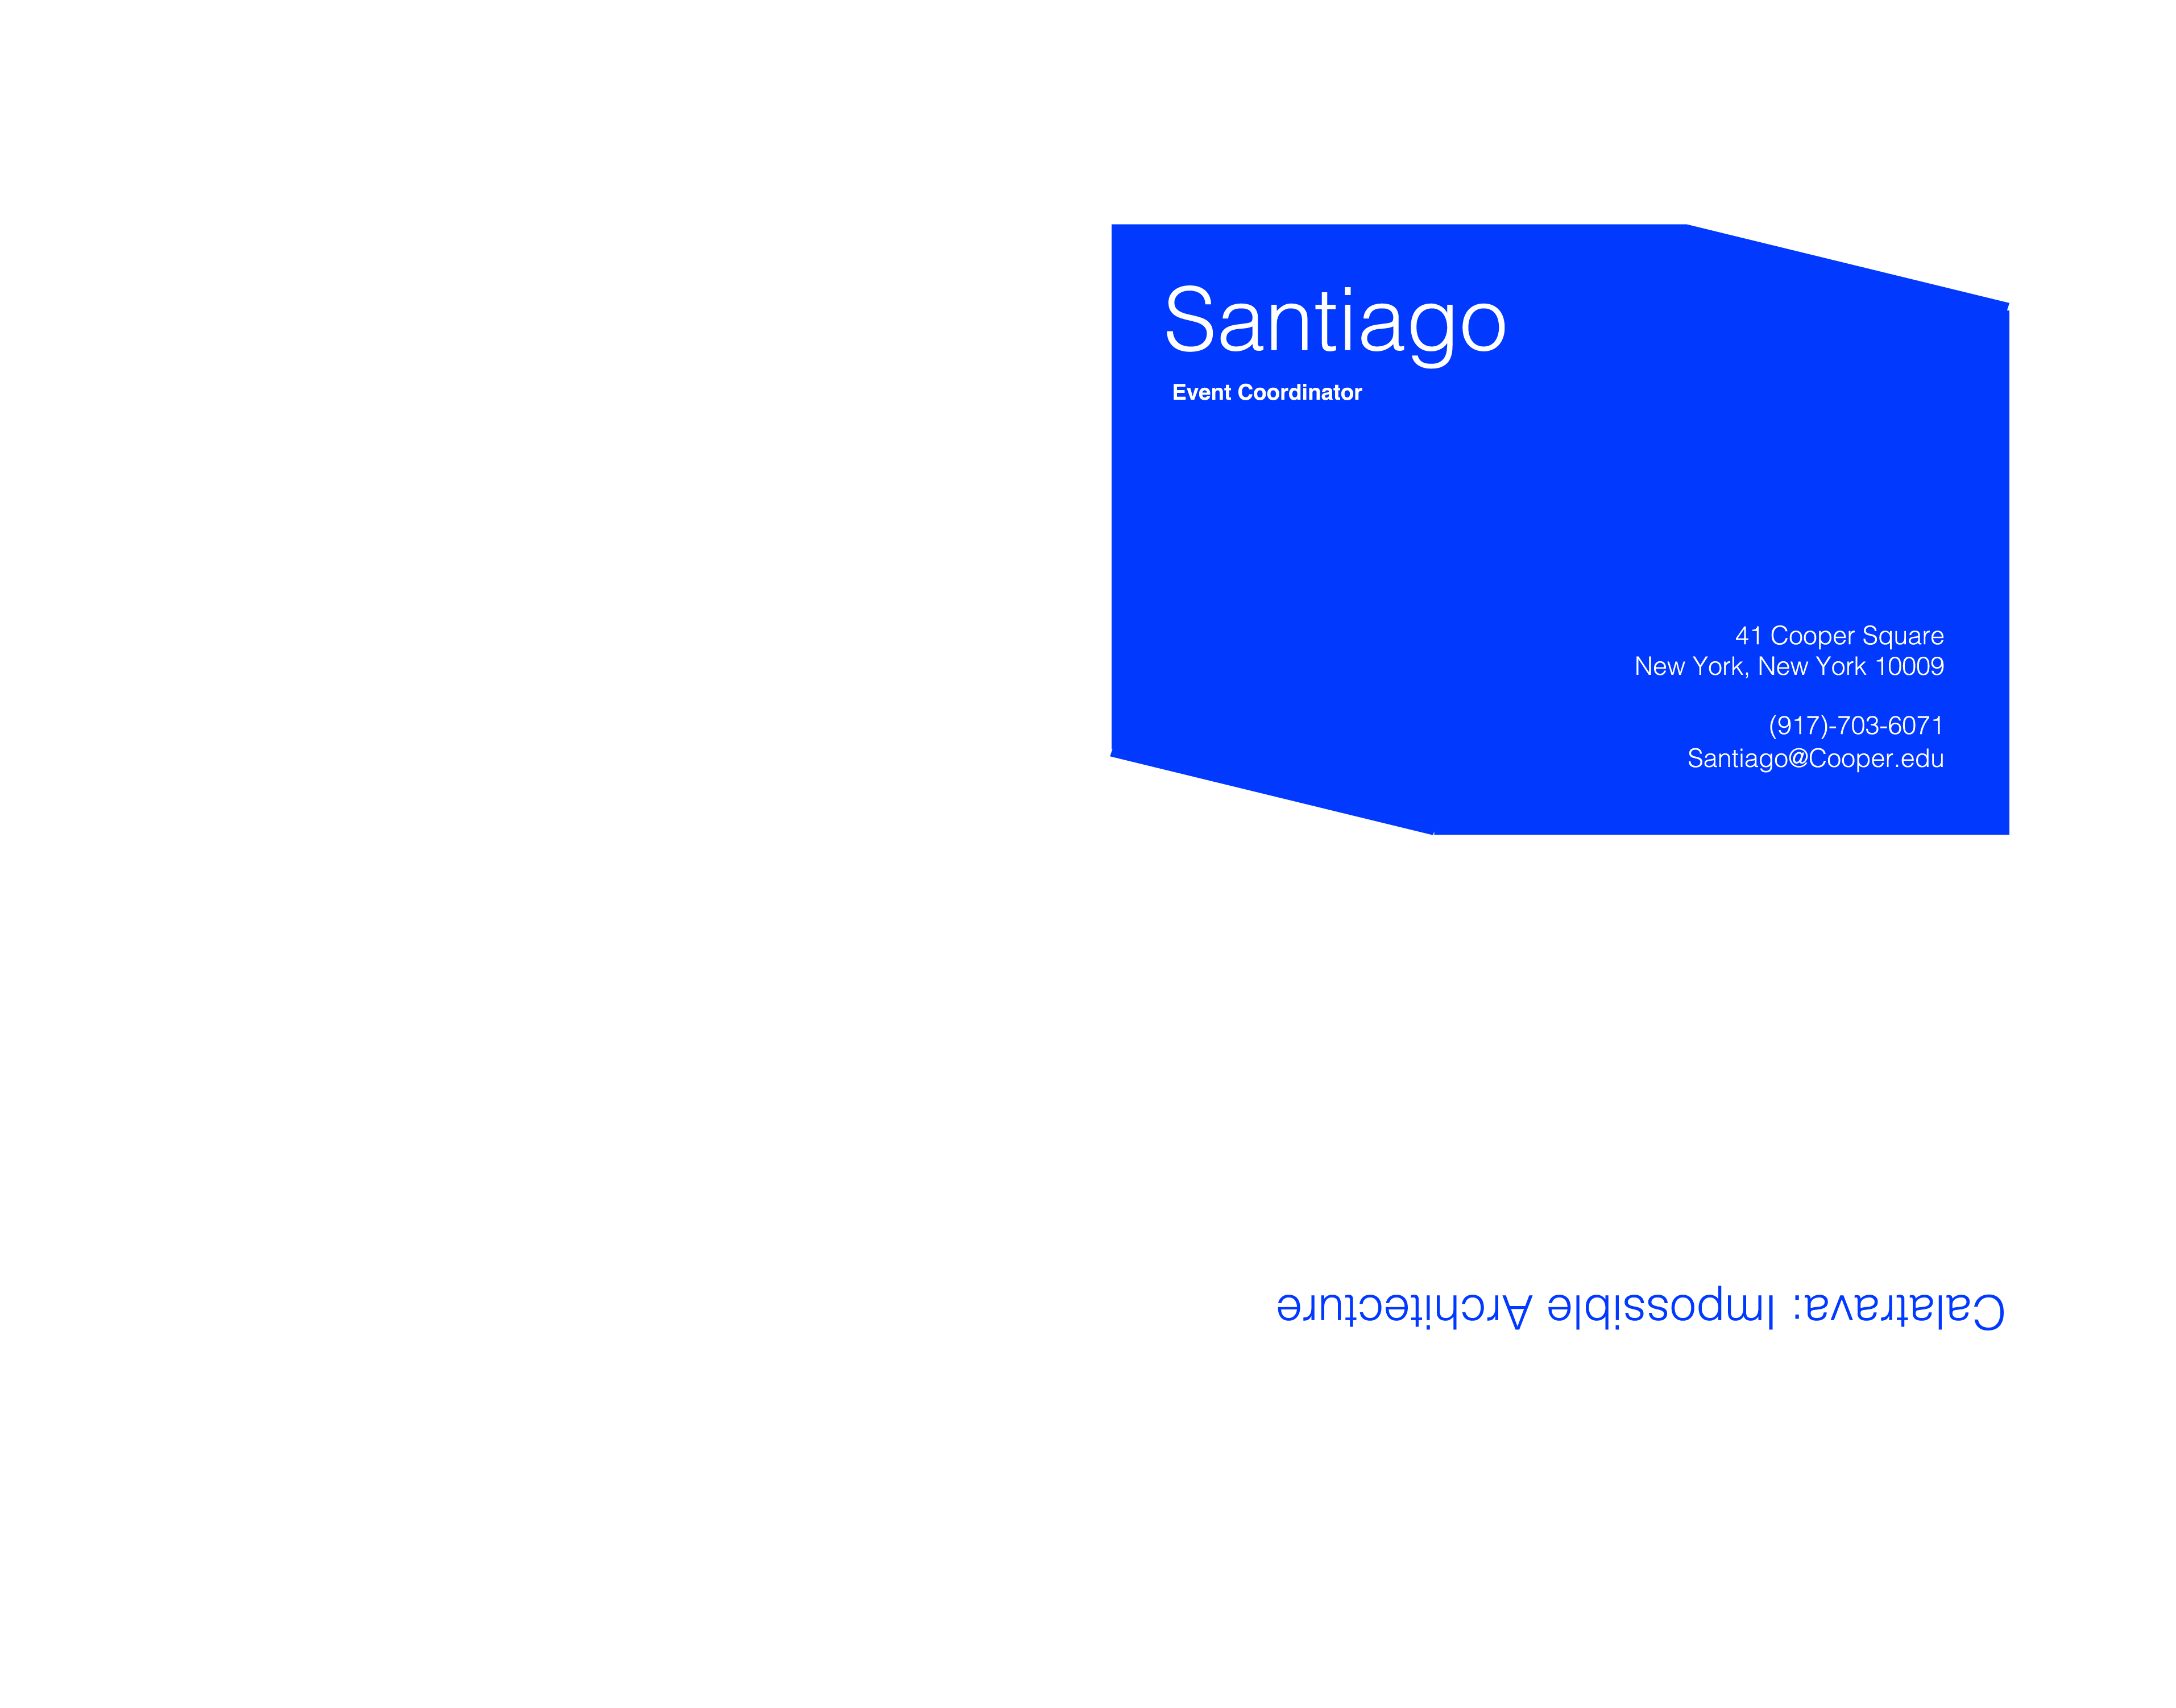 Santiago
Event Coordinator
41 Cooper Square
New York, New York 10009
(917)-703-6071
Santiago@Cooper.edu
Calatrava: Impossible Architecture